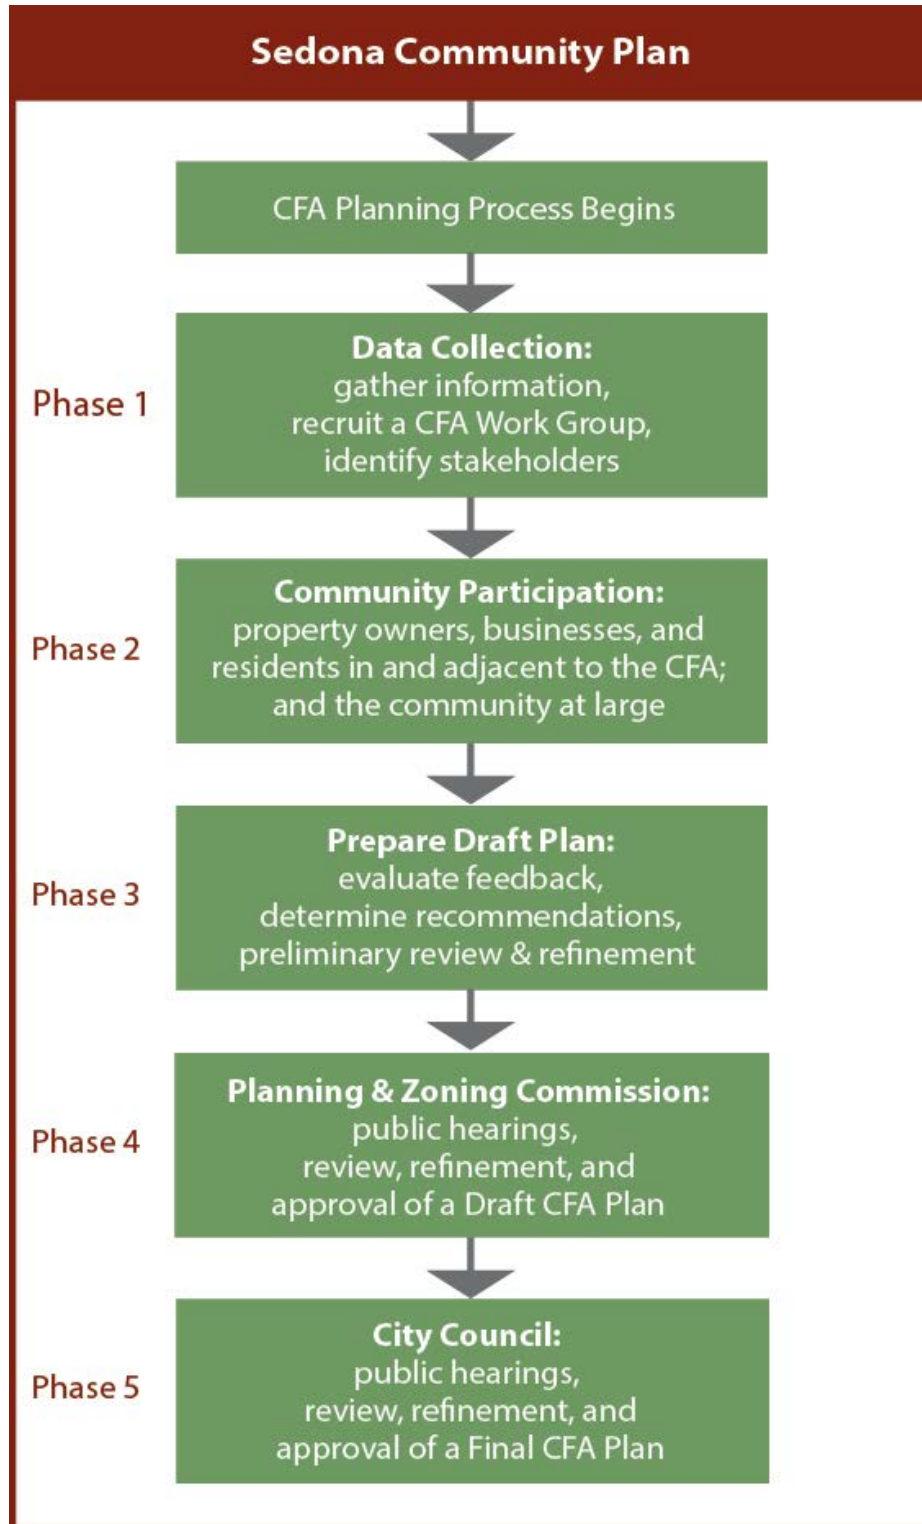 Sedona Community Plan
CFA Planning Process Begins
Phase 1
Data Collection:
gather information,
recruit a CFA Work Group,
identify stakeholders
Phase 2
Community Participation:
property owners, businesses, and
residents in and adjacent to the CFA;
and the community at large
Phase 3
Prepare Draft Plan:
evaluate feedback,
determine recommendations,
preliminary review & refinement
Phase 4
Planning & Zoning Commission:
public hearings,
review, refinement, and
approval of a Draft CFA Plan
Phase 5
City Council:
public hearings,
review, refinement, and
approval of a Final CFA Plan